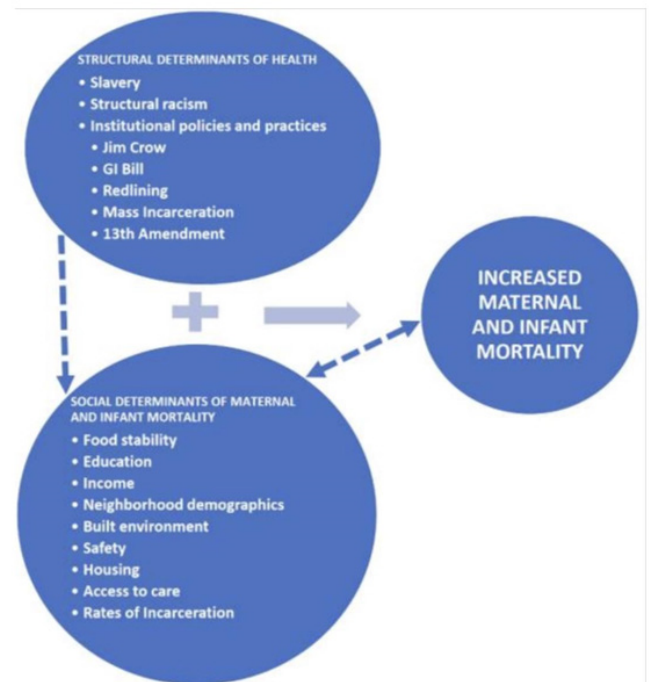 STRUCTURAL DETERMINANTS OF HEALTH
• Slavery
• Structural racism
• Institutional policies and practices
• Jim Crow
• GI Bill
• Redlining
• Mass Incarceration
• 13th Amendment
INCREASED
MATERNAL
AND INFANT
MORTALITY
SOCIAL DETERMINANTS OF MATERNAL
AND INFANT MORTALITY
• Food stability
• Education
• Income
• Neighborhood demographics
• Built environment
• Safety
• Housing
• Access to care
• Rates of Incarceration